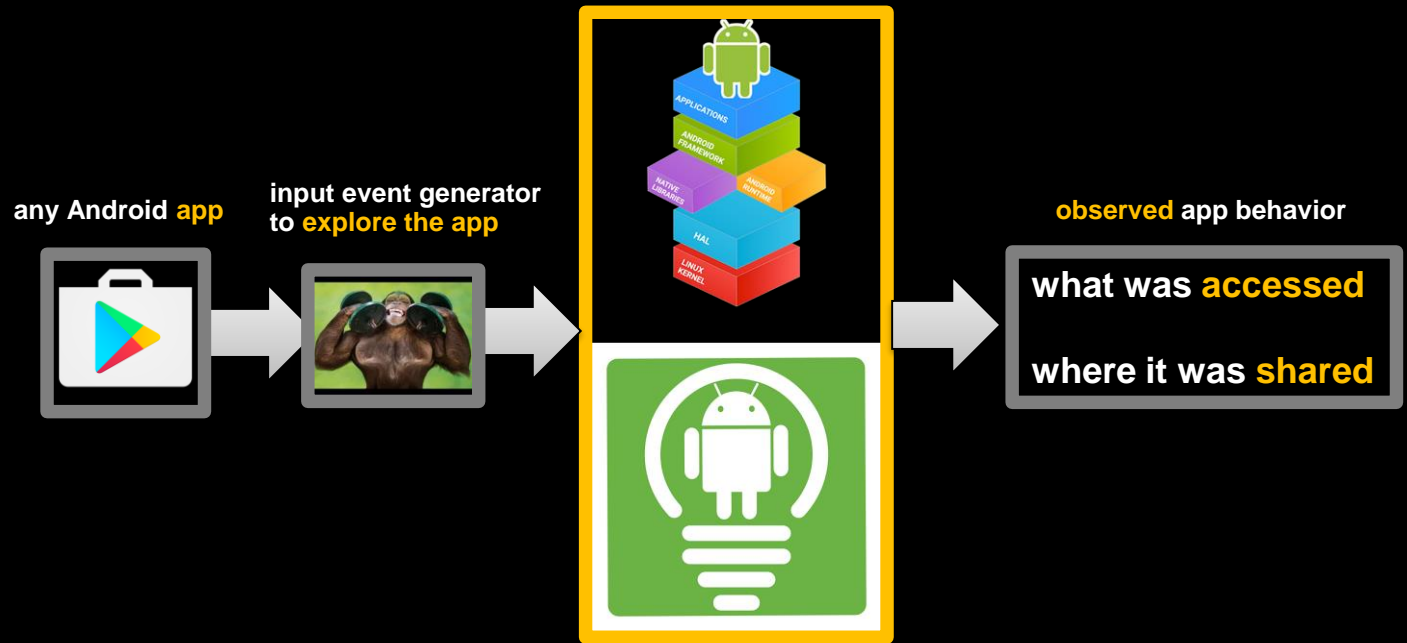 any Android app
input event generator
to explore the app
APPLICATIONS
ANDROID
FRAMEWORK
NATIVE
LIBRARIES
ANDROID
RUNTIME
HAL
LINUX
KERNEL
observed app behavior
what was accessed
where it was shared